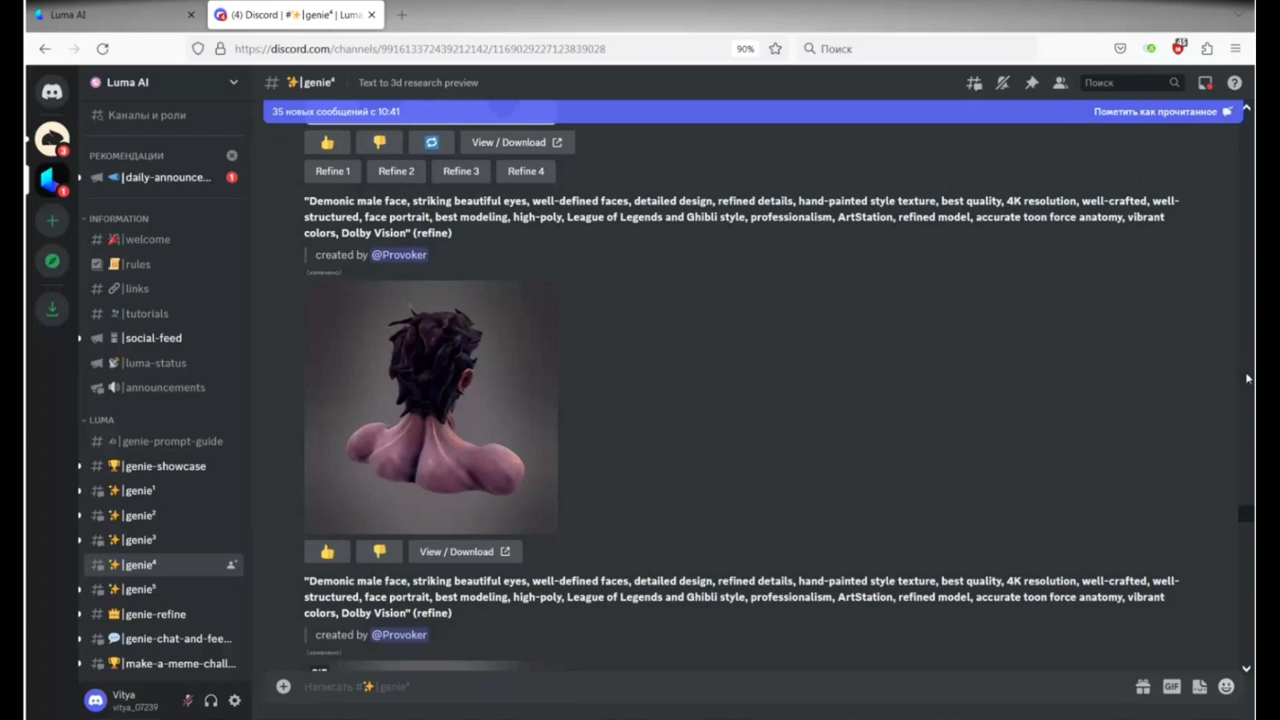 Luma AI
(4) Discord | #✨|genie⁴ | Luma
https://discord.com/channels/991613372439212142/1169029227123839028
90%
Поиск
45
Luma AI
# ✨|genie⁴
Text to 3d research preview
Поиск
Каналы и роли
35 новых сообщений с 10:41
Пометить как прочитанное
View / Download
РЕКОМЕНДАЦИИ
3
Refine 1
Refine 2
Refine 3
Refine 4
|daily-announce...
1
1
"Demonic male face, striking beautiful eyes, well-defined faces, detailed design, refined details, hand-painted style texture, best quality, 4K resolution, well-crafted, well-
structured, face portrait, best modeling, high-poly, League of Legends and Ghibli style, professionalism, ArtStation, refined model, accurate toon force anatomy, vibrant
colors, Dolby Vision" (refine)
INFORMATION
|welcome
created by @Provoker
|rules
(изменено)
|links
|tutorials
|social-feed
|luma-status
|announcements
LUMA
|genie-prompt-guide
|genie-showcase
|genie¹
|genie²
|genie³
View / Download
|genie⁴
"Demonic male face, striking beautiful eyes, well-defined faces, detailed design, refined details, hand-painted style texture, best quality, 4K resolution, well-crafted, well-
structured, face portrait, best modeling, high-poly, League of Legends and Ghibli style, professionalism, ArtStation, refined model, accurate toon force anatomy, vibrant
colors, Dolby Vision" (refine)
|genie⁵
|genie-refine
created by @Provoker
|genie-chat-and-fee...
(изменено)
|make-a-meme-chall...
Написать #✨|genie⁴
GIF
Vitya
vitya_07239